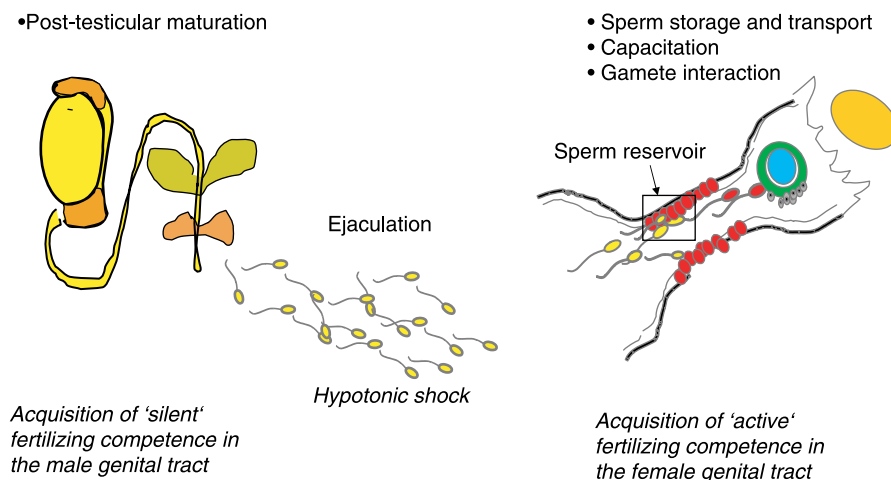 •Post-testicular maturation
• Sperm storage and transport
• Capacitation
• Gamete interaction
Sperm reservoir
Ejaculation
Hypotonic shock
Acquisition of ‘silent‘
fertilizing competence in
the male genital tract
Acquisition of ‘active‘
fertilizing competence in
the female genital tract